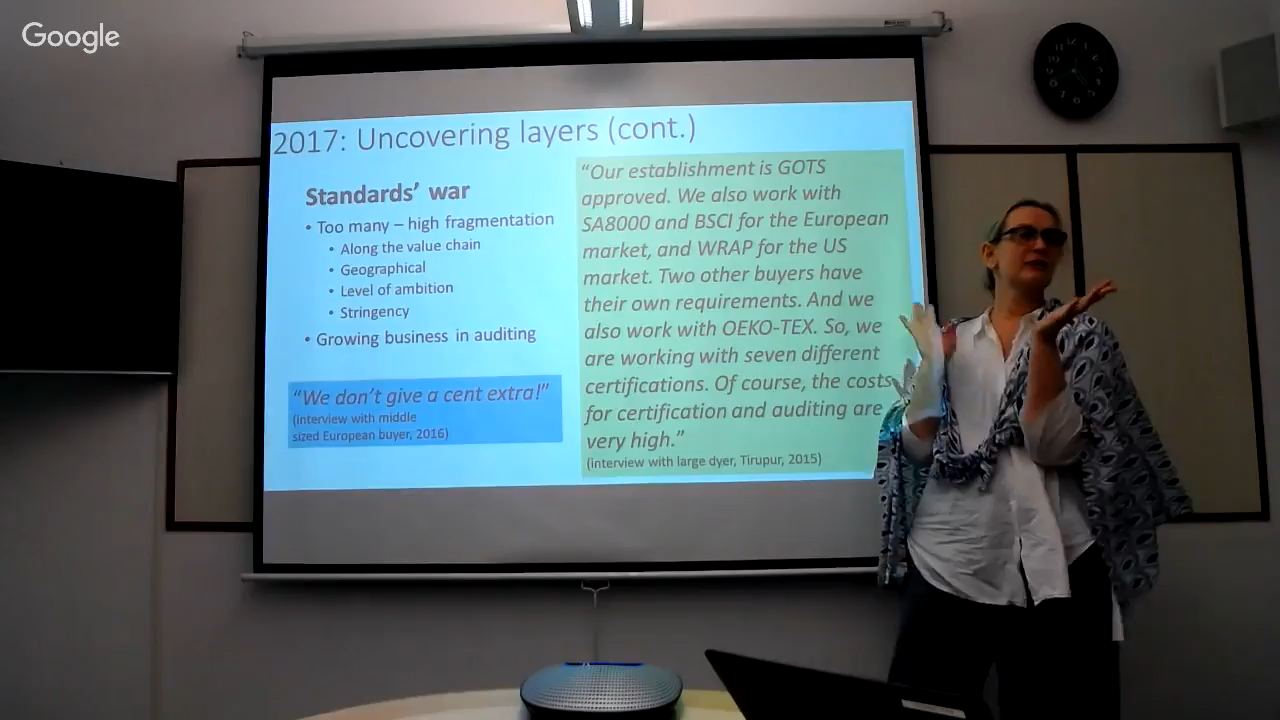 Google
2017: Uncovering layers (cont.)
Standards' war
• Too many – high fragmentation
• Along the value chain
• Geographical
• Level of ambition
• Stringency
• Growing business in auditing
"We don't give a cent extra!"
(interview with middle
sized European buyer, 2016)
"Our establishment is GOTS
approved. We also work with
SA8000 and BSCI for the European
market, and WRAP for the US
market. Two other buyers have
their own requirements. And we
also work with OEKO-TEX. So, we
are working with seven different
certifications. Of course, the costs
for certification and auditing are
very high."
(interview with large dyer, Tirupur, 2015)